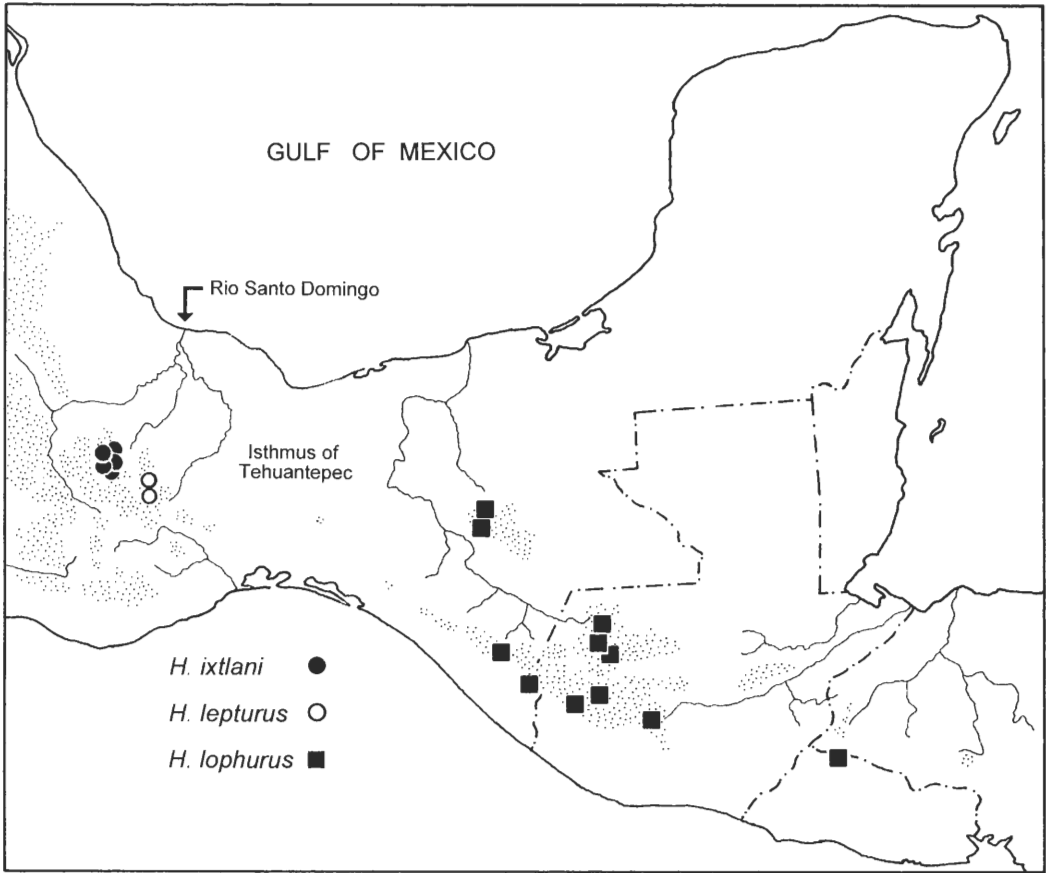 GULF OF MEXICO
Rio Santo Domingo
Isthmus of
Tehuantepec
H. ixtlani
H. lepturus
H. lophurus